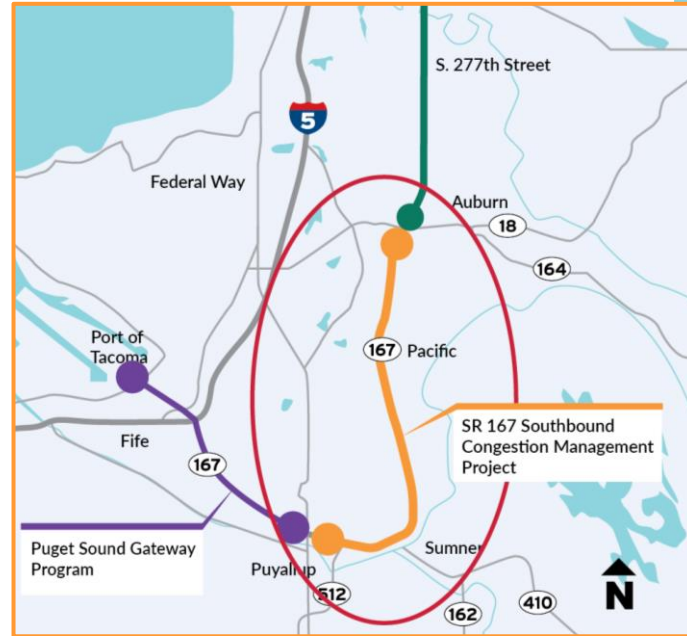 S. 277th Street
5
Federal Way
Auburn
18
164
Port of
Tacoma
167
Pacific
SR 167 Southbound
Congestion Management
Project
Fife
167
Puget Sound Gateway
Program
Sumner
Puyallup
512
162
410
N